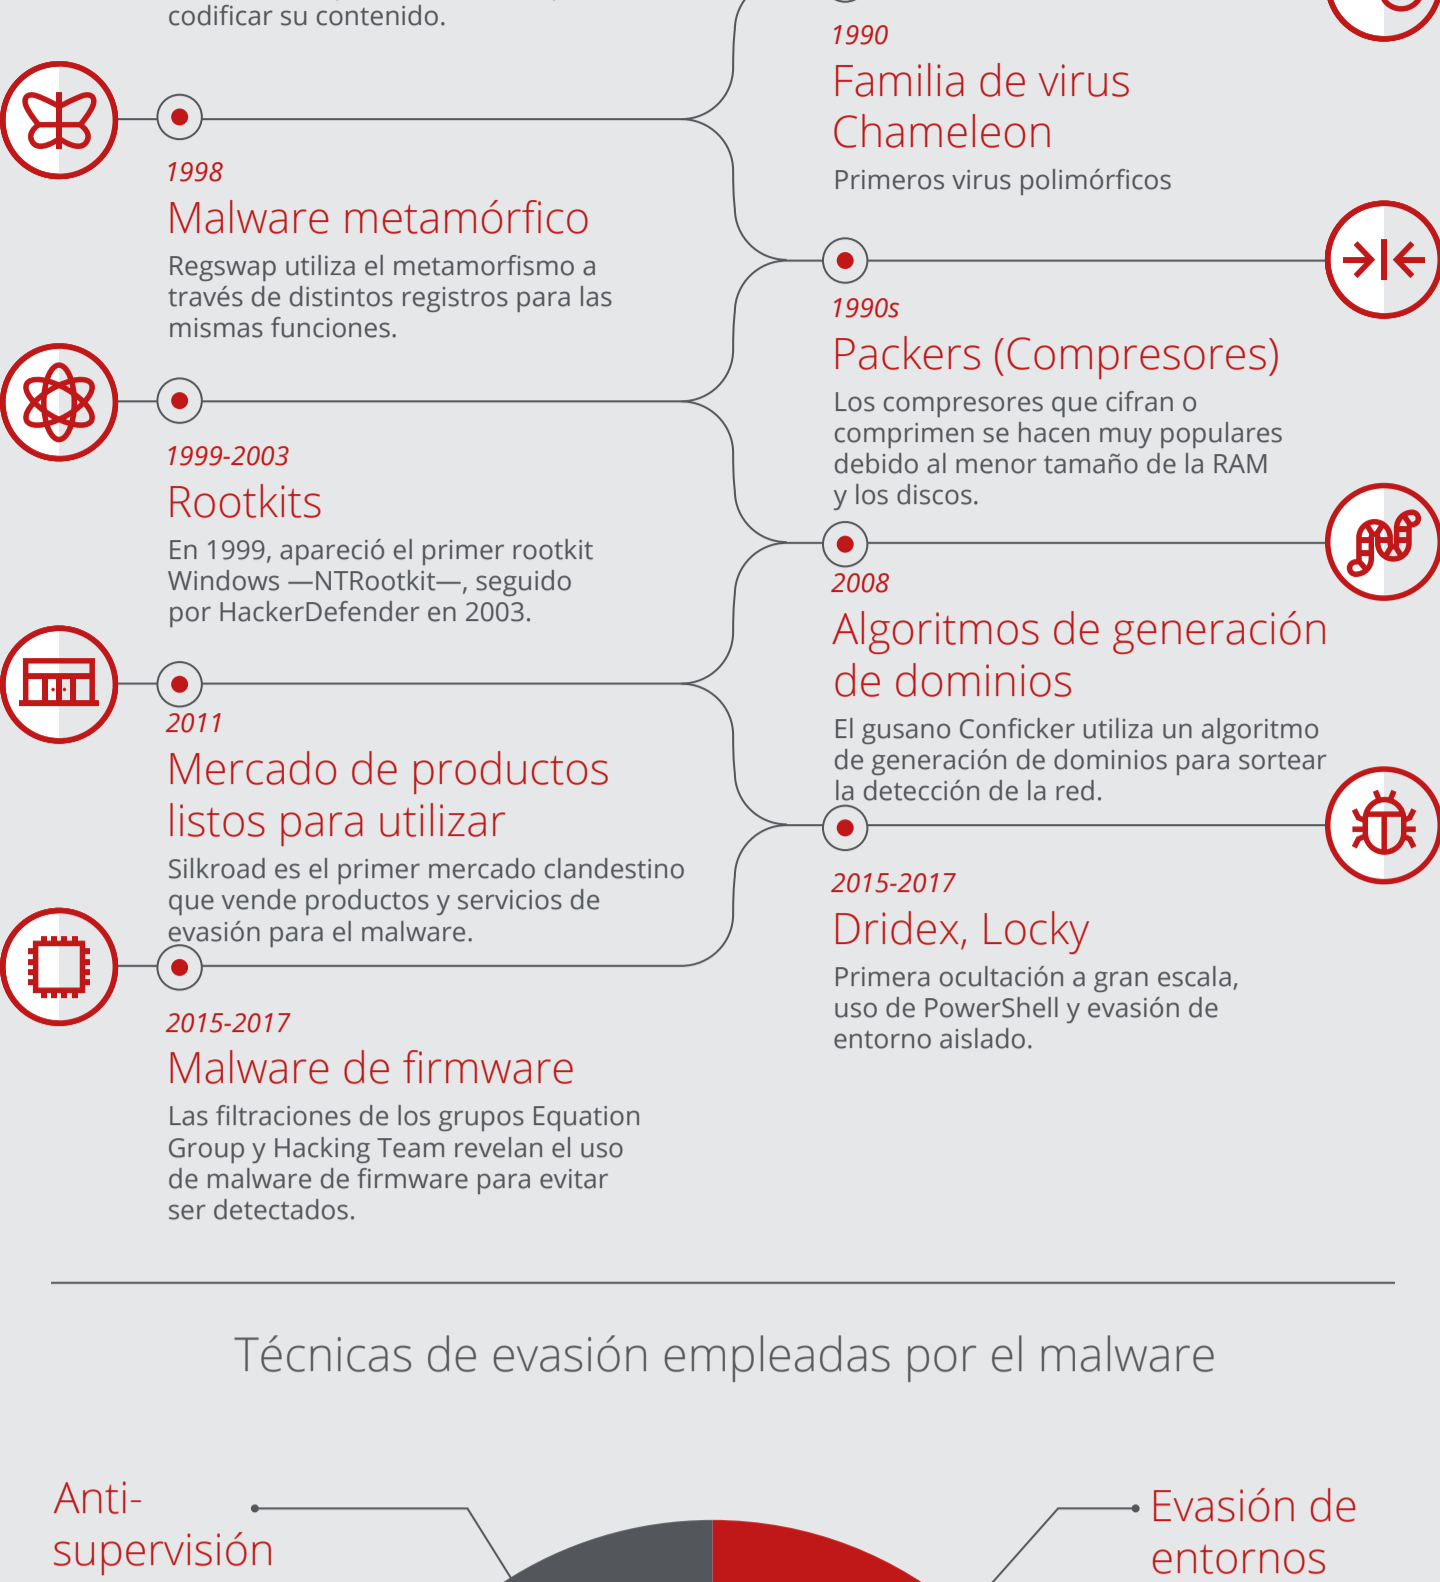 codificar su contenido.
1990
Familia de virus
Chameleon
Primeros virus polimórficos
1998
Malware metamórfico
Regswap utiliza el metamorfismo a
través de distintos registros para las
mismas funciones.
1990s
Packers (Compresores)
Los compresores que cifran o
comprimen se hacen muy populares
debido al menor tamaño de la RAM
y los discos.
1999-2003
Rootkits
En 1999, apareció el primer rootkit
Windows —NTRootkit—, seguido
por HackerDefender en 2003.
2008
Algoritmos de generación
de dominios
El gusano Conficker utiliza un algoritmo
de generación de dominios para sortear
la detección de la red.
2011
Mercado de productos
listos para utilizar
Silkroad es el primer mercado clandestino
que vende productos y servicios de
evasión para el malware.
2015-2017
Dridex, Locky
Primera ocultación a gran escala,
uso de PowerShell y evasión de
entorno aislado.
2015-2017
Malware de firmware
Las filtraciones de los grupos Equation
Group y Hacking Team revelan el uso
de malware de firmware para evitar
ser detectados.
Técnicas de evasión empleadas por el malware
Anti-
supervisión
Evasión de
entornos